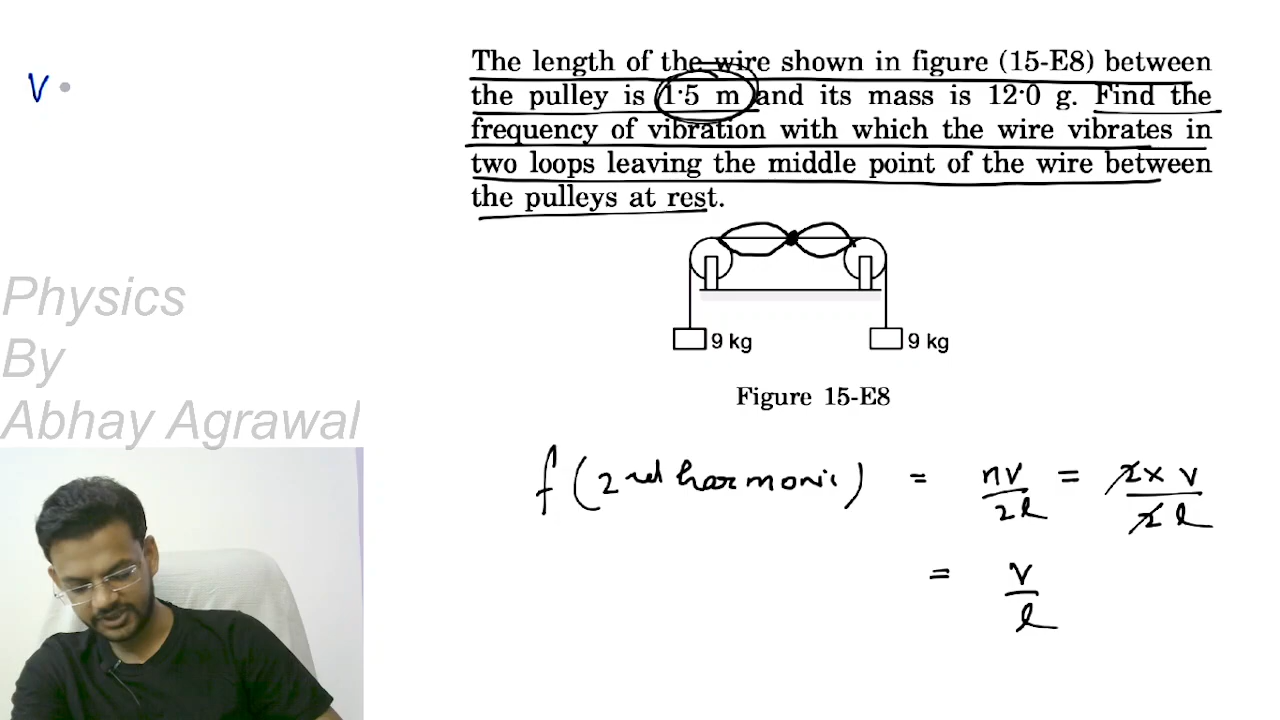 V
The length of the wire shown in figure (15-E8) between
the pulley is 1·5 m and its mass is 12·0 g. Find the
frequency of vibration with which the wire vibrates in
two loops leaving the middle point of the wire between
the pulleys at rest.
9 kg 9 kg
Figure 15-E8
Physics
By
Abhay Agrawal
f (2nd harmonic) = nv/2l = 2 x v/2 l
= v/l